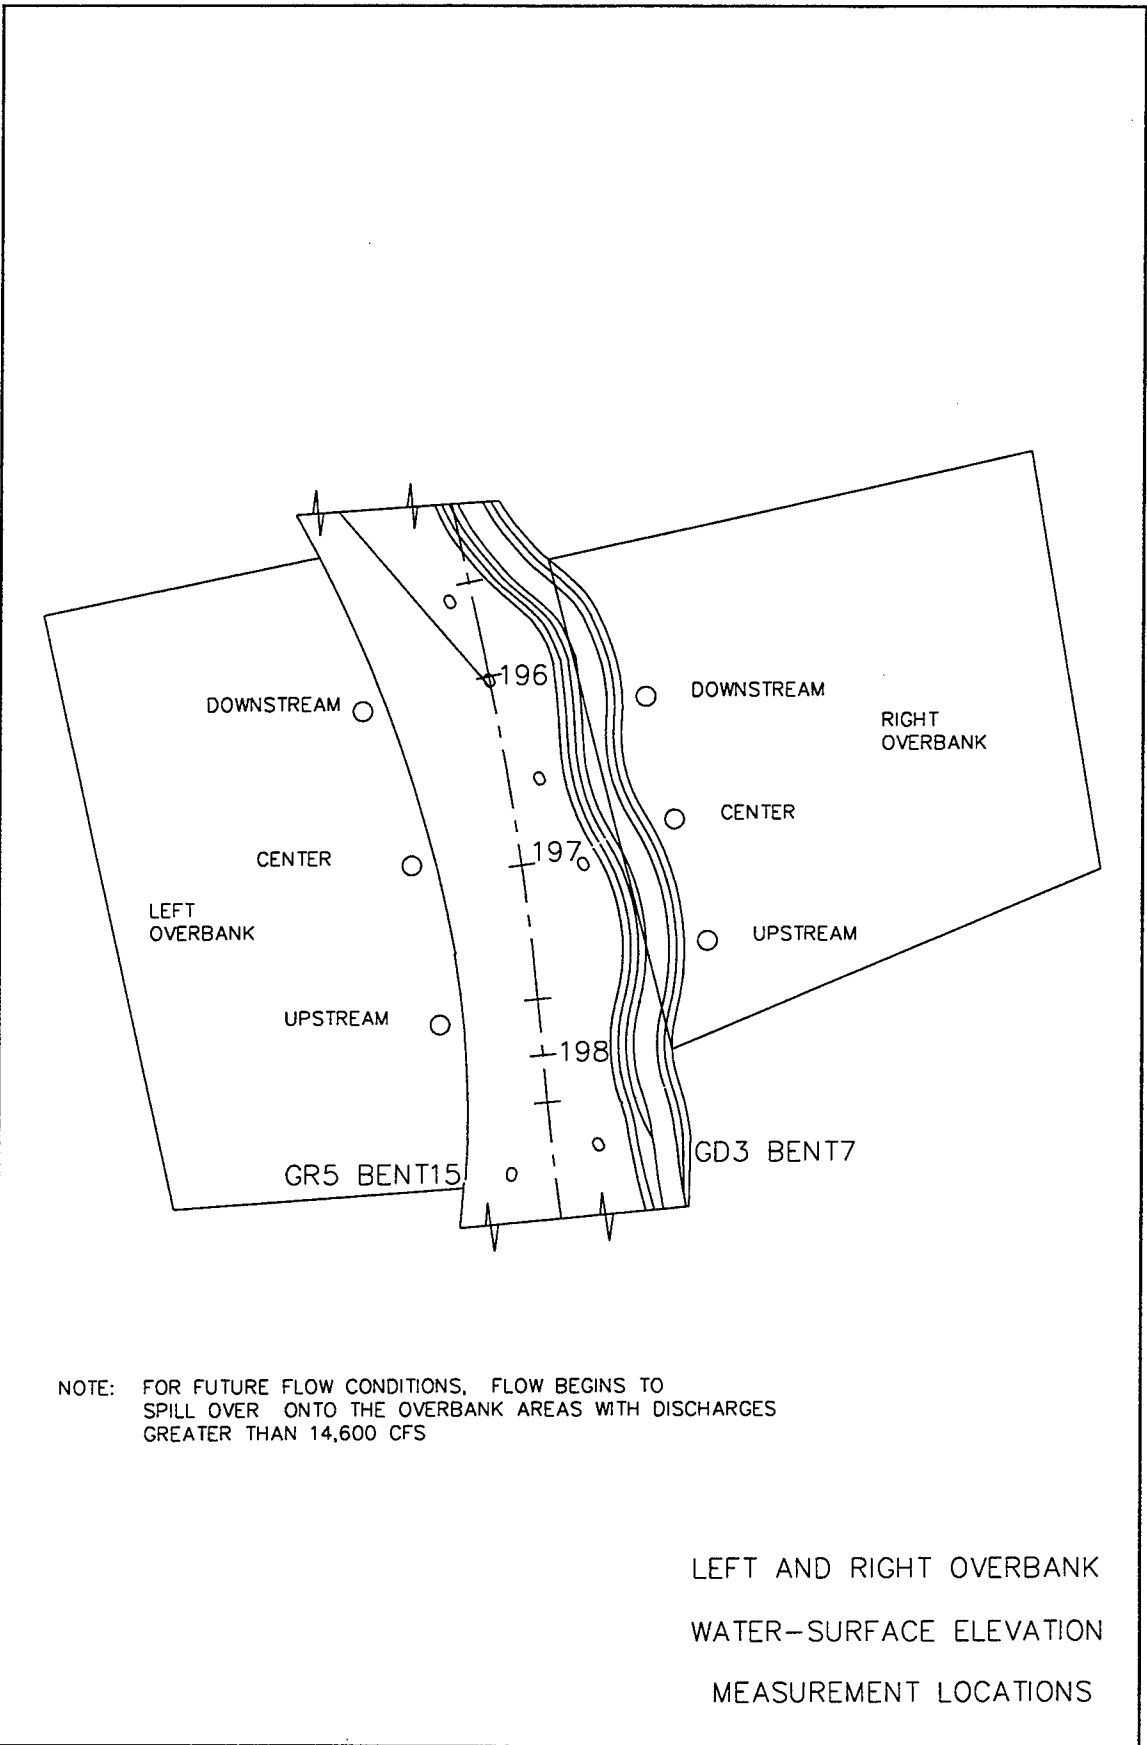 196
DOWNSTREAM
DOWNSTREAM
RIGHT
OVERBANK
CENTER
197
CENTER
LEFT
OVERBANK
UPSTREAM
UPSTREAM
198
GD3 BENT7
GR5 BENT15
NOTE: FOR FUTURE FLOW CONDITIONS, FLOW BEGINS TO
SPILL OVER ONTO THE OVERBANK AREAS WITH DISCHARGES
GREATER THAN 14,600 CFS
LEFT AND RIGHT OVERBANK
WATER-SURFACE ELEVATION
MEASUREMENT LOCATIONS